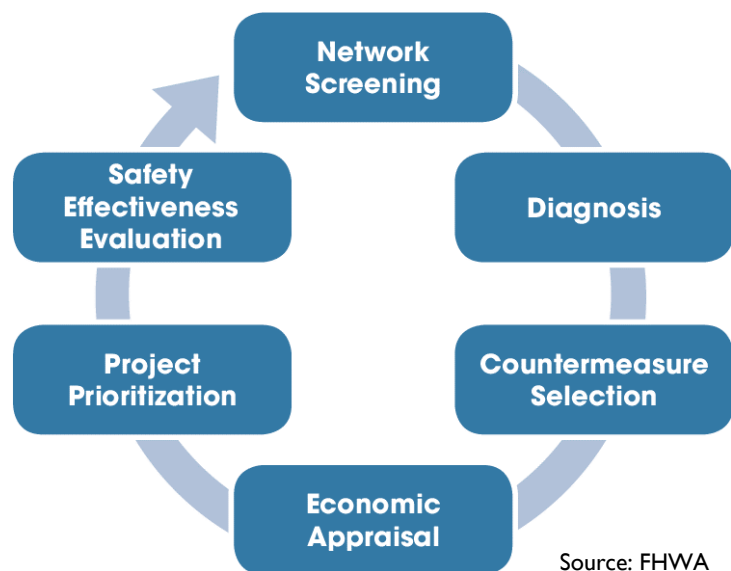 Network
Screening
Diagnosis
Countermeasure
Selection
Economic
Appraisal
Project
Prioritization
Safety
Effectiveness
Evaluation
Source: FHWA